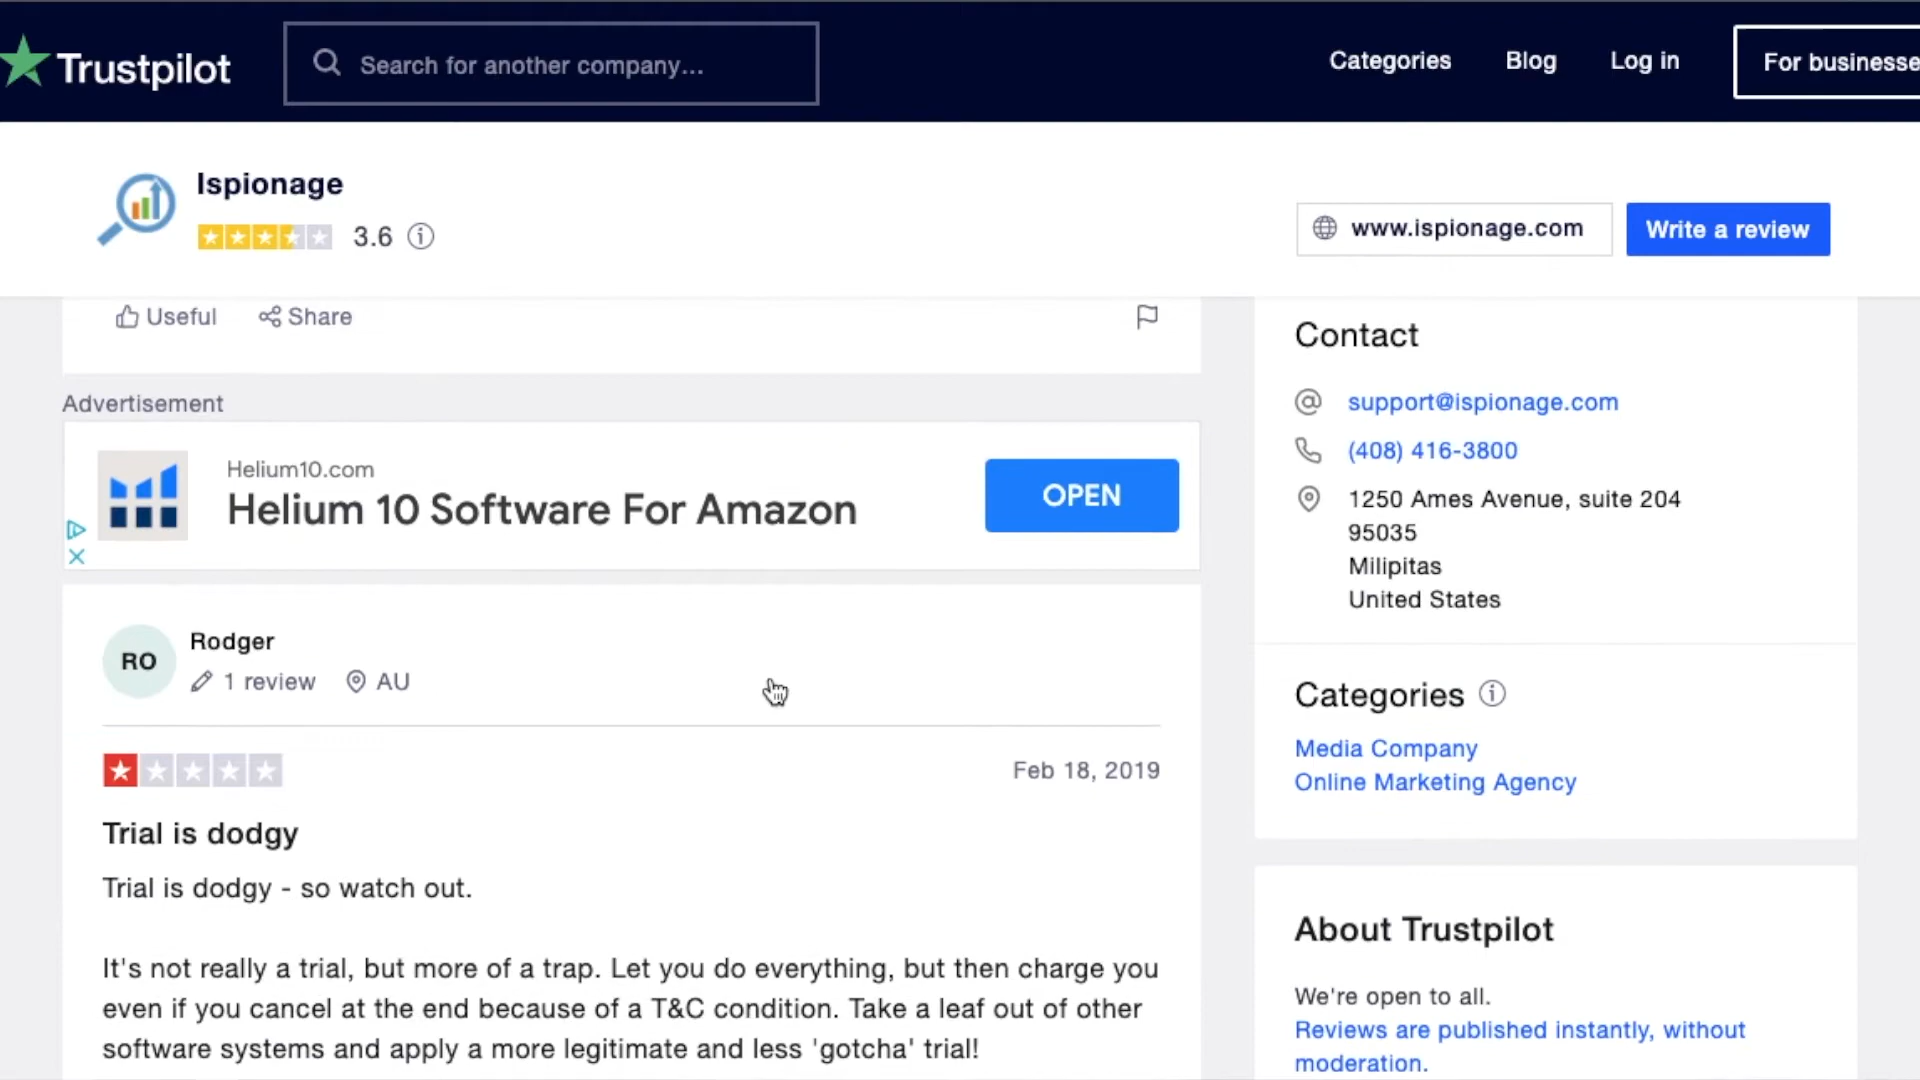 Trustpilot
Search for another company...
Categories
Blog
Log in
For businesse
Ispionage
3.6
www.ispionage.com
Write a review
Useful
Share
Advertisement
Helium10.com
Helium 10 Software For Amazon
OPEN
RO
Rodger
1 review
AU
Feb 18, 2019
Trial is dodgy
Trial is dodgy - so watch out.
It's not really a trial, but more of a trap. Let you do everything, but then charge you
even if you cancel at the end because of a T&C condition. Take a leaf out of other
software systems and apply a more legitimate and less 'gotcha' trial!
Contact
support@ispionage.com
(408) 416-3800
1250 Ames Avenue, suite 204
95035
Milipitas
United States
Categories
Media Company
Online Marketing Agency
About Trustpilot
We're open to all.
Reviews are published instantly, without
moderation.